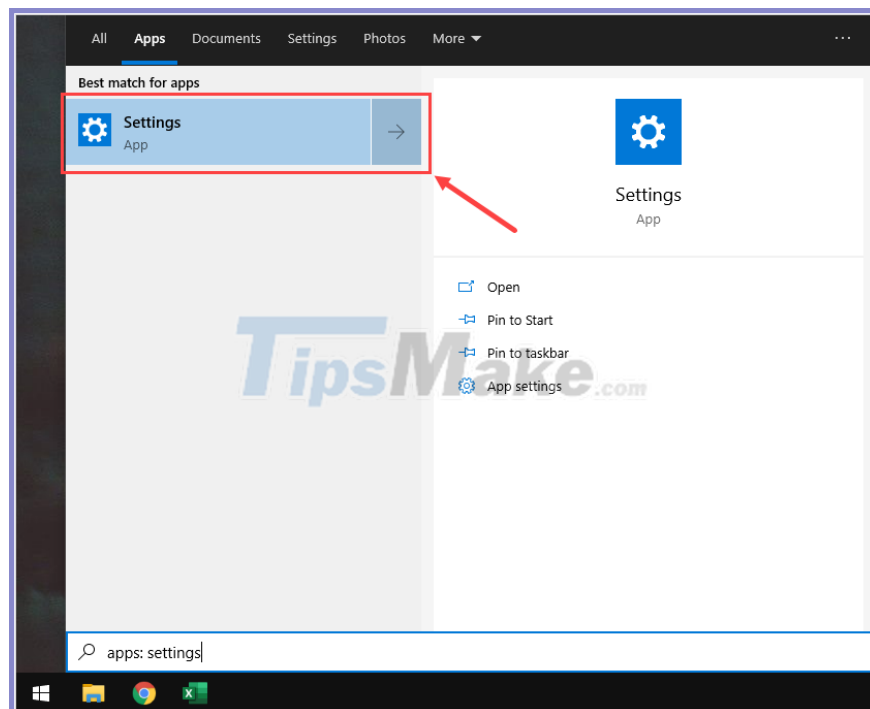 All Apps Documents Settings Photos More ...
Best match for apps
Settings
App
Settings
App
Open
Pin to Start
Pin to taskbar
App settings
TipsMake.com
apps: settings